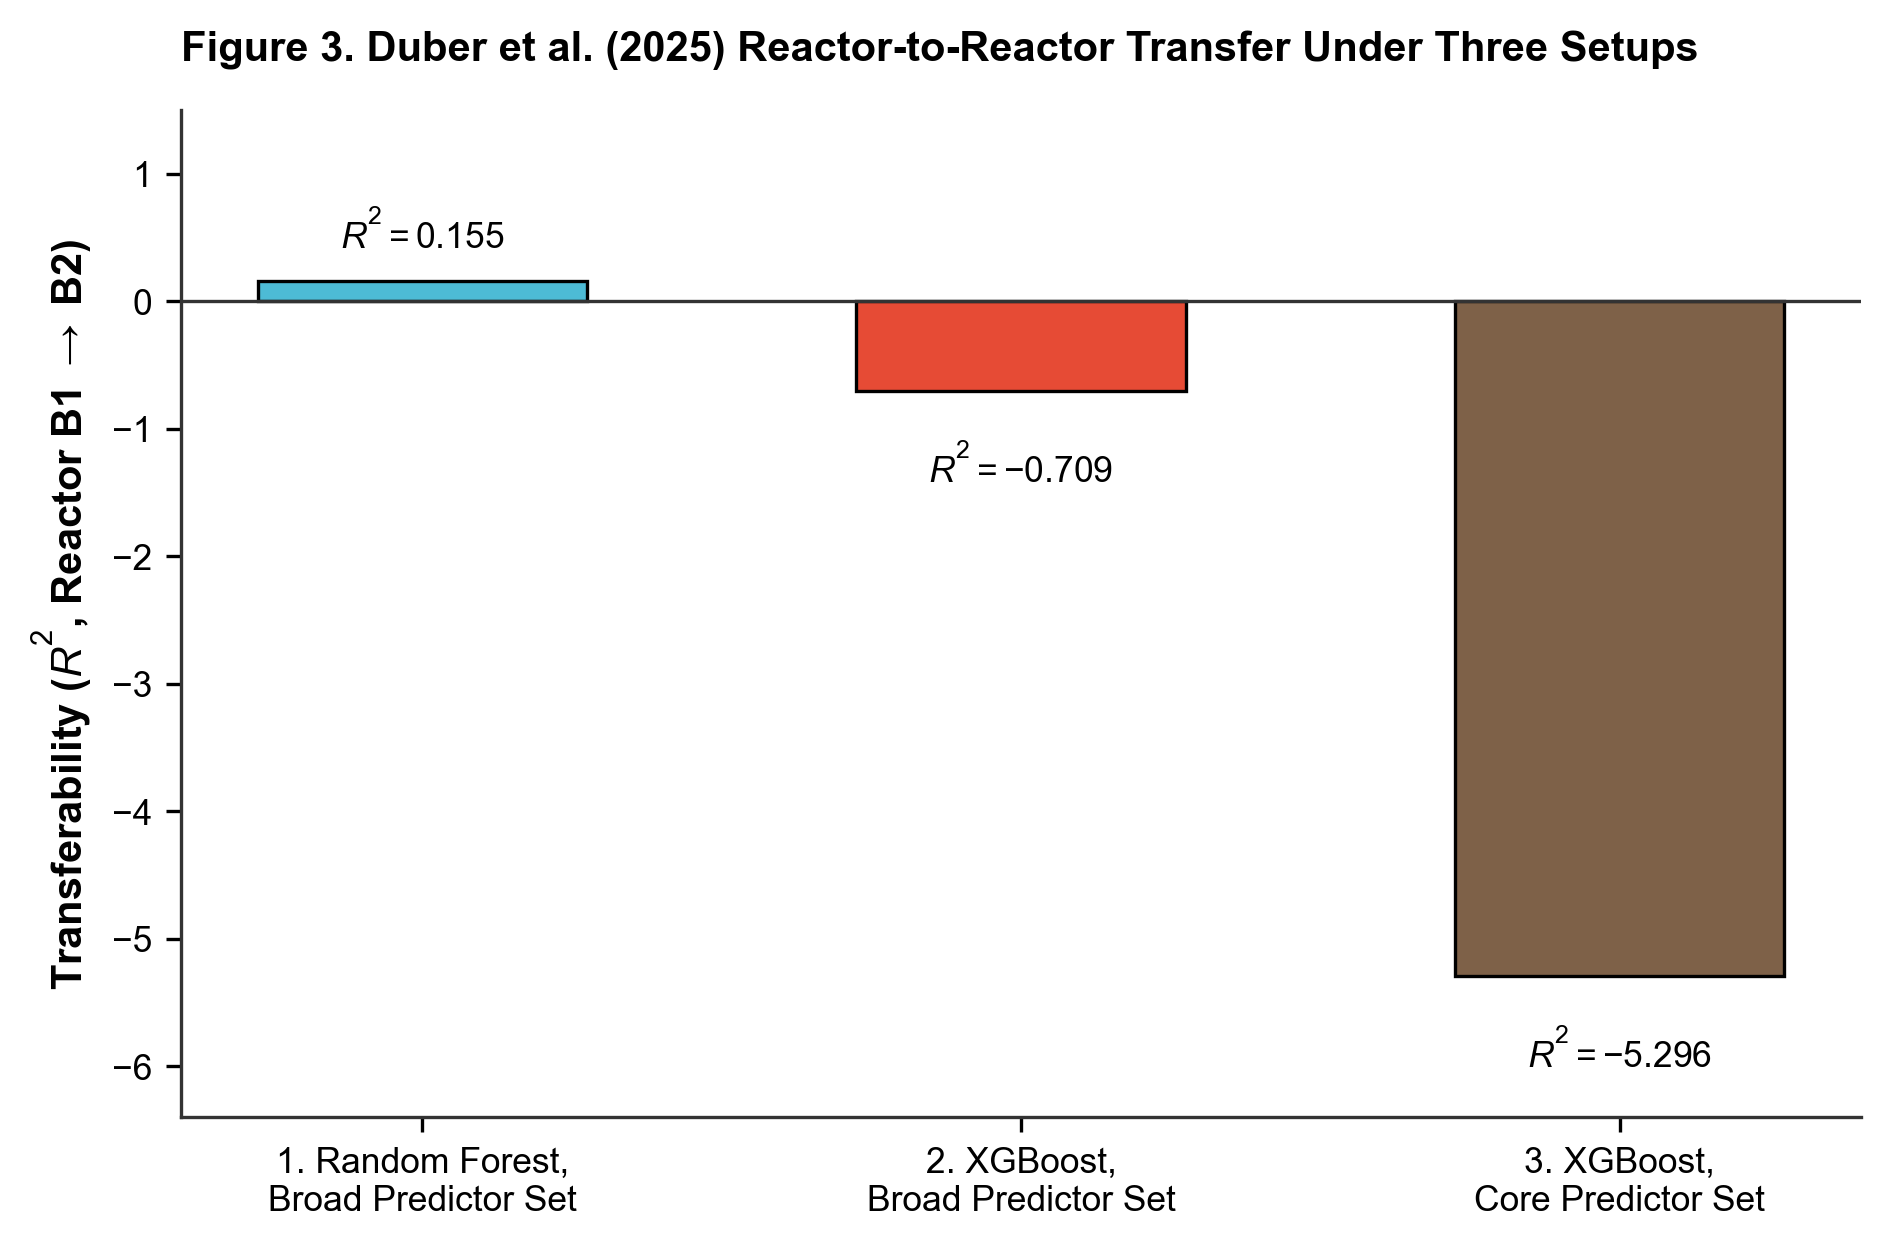 Figure 3. Duber et al. (2025) Reactor-to-Reactor Transfer Under Three Setups
Transferability (R², Reactor B1 → B2)
1
0
−1
−2
−3
−4
−5
−6
R² = 0.155
R² = −0.709
R² = −5.296
1. Random Forest,
Broad Predictor Set
2. XGBoost,
Broad Predictor Set
3. XGBoost,
Core Predictor Set